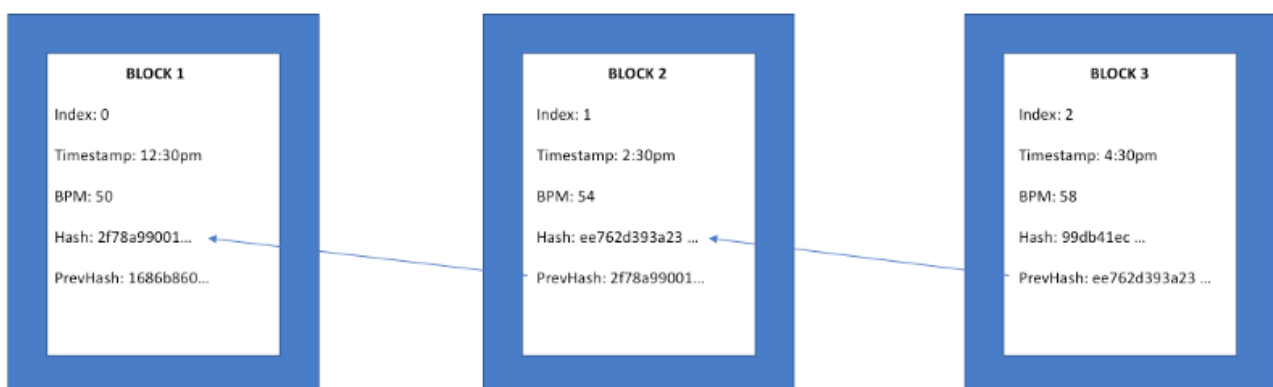 BLOCK 1
Index: 0
Timestamp: 12:30pm
BPM: 50
Hash: 2f78a99001...
PrevHash: 1686b860...
BLOCK 2
Index: 1
Timestamp: 2:30pm
BPM: 54
Hash: ee762d393a23 ...
PrevHash: 2f78a99001...
BLOCK 3
Index: 2
Timestamp: 4:30pm
BPM: 58
Hash: 99db41ec ...
PrevHash: ee762d393a23 ...